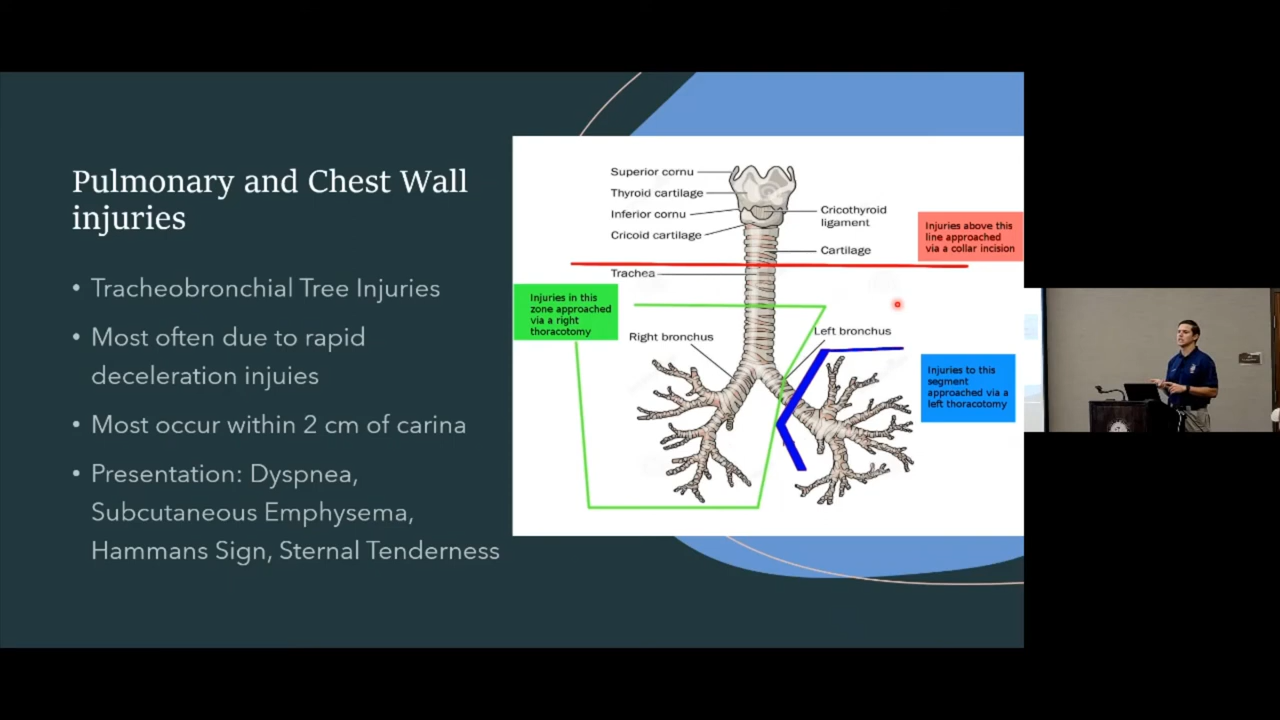 Pulmonary and Chest Wall
injuries
• Tracheobronchial Tree Injuries
• Most often due to rapid
deceleration injuies
• Most occur within 2 cm of carina
• Presentation: Dyspnea,
Subcutaneous Emphysema,
Hammans Sign, Sternal Tenderness
Superior cornu
Thyroid cartilage
Inferior cornu
Cricoid cartilage
Trachea
Cricothyroid
ligament
Cartilage
Injuries above this
line approached
via a collar incision
Injuries in this
zone approached
via a right
thoracotomy
Right bronchus
Left bronchus
Injuries to this
segment
approached via a
left thoracotomy